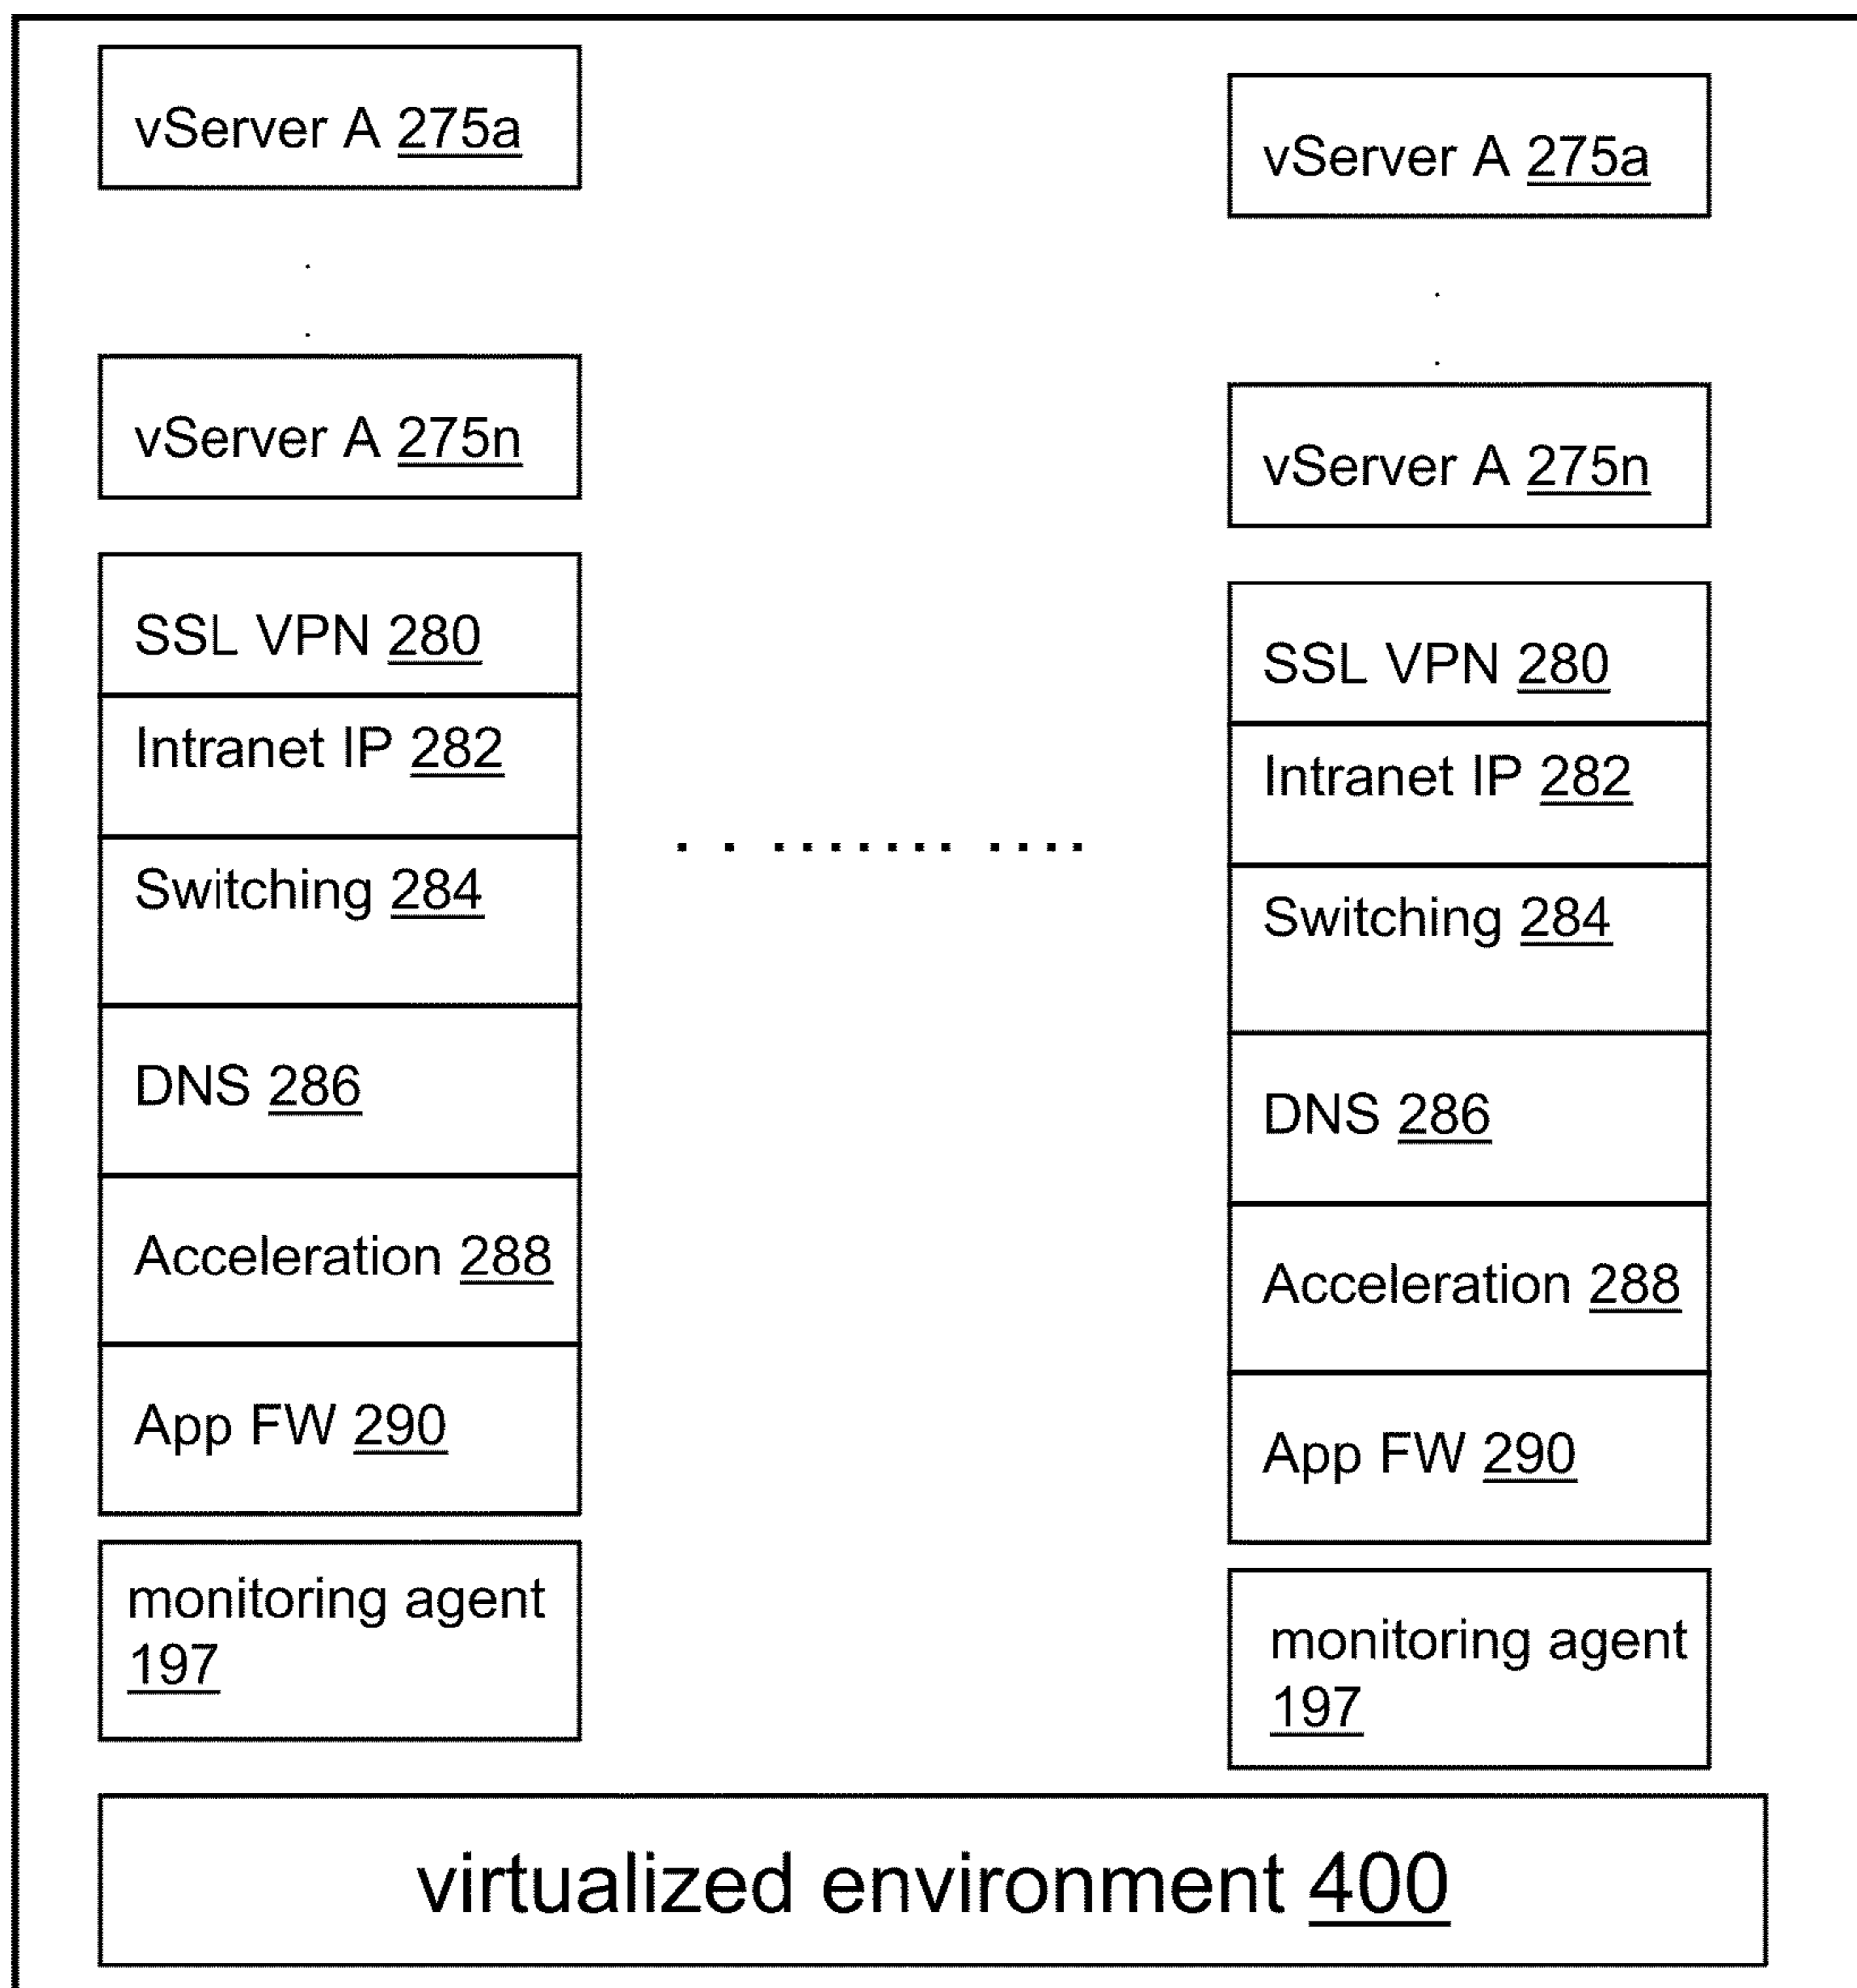 vServer A 275a
vServer A 275n
SSL VPN 280
Intranet IP 282
Switching 284
DNS 286
Acceleration 288
App FW 290
monitoring agent
197
vServer A 275a
vServer A 275n
SSL VPN 280
Intranet IP 282
Switching 284
DNS 286
Acceleration 288
App FW 290
monitoring agent
197
virtualized environment 400